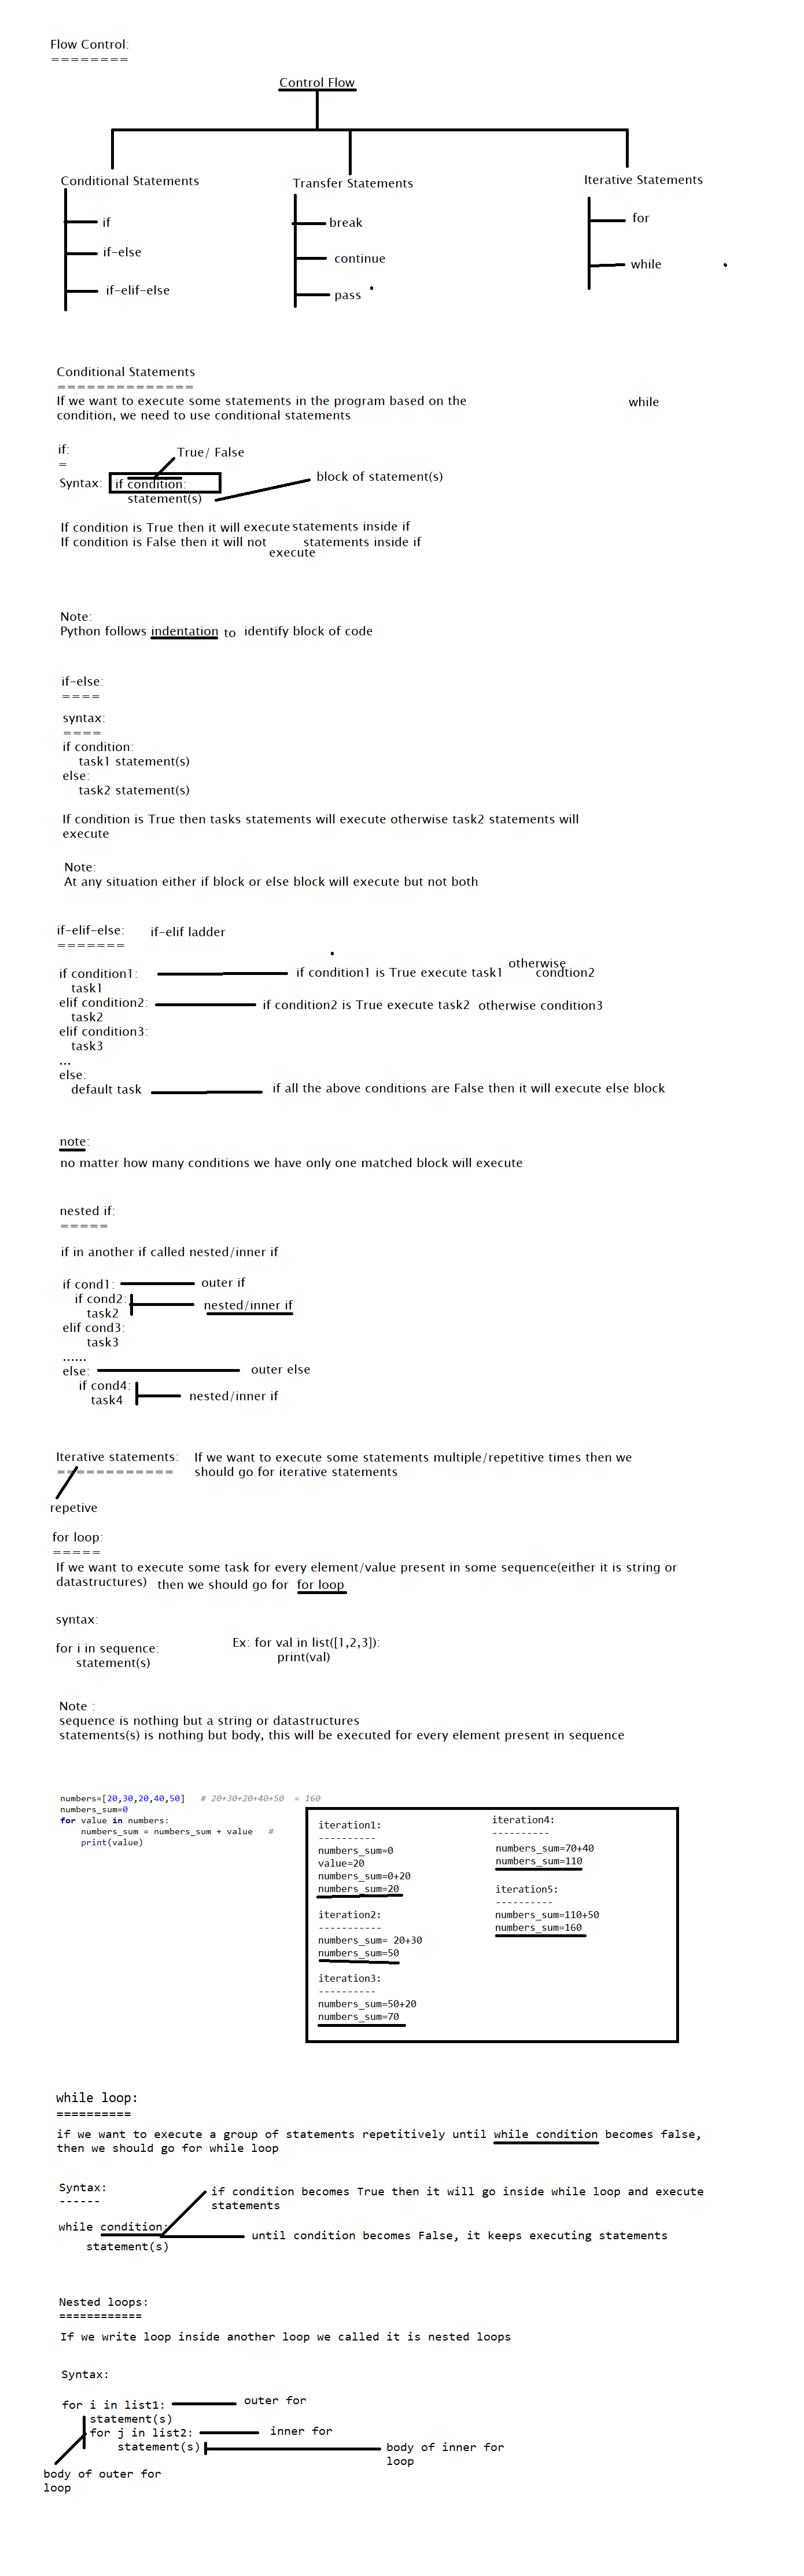 Flow Control:
========
Control Flow
Conditional Statements
if
if-else
if-elif-else
Transfer Statements
break
continue
pass
Iterative Statements
for
while
Conditional Statements
==============
If we want to execute some statements in the program based on the
condition, we need to use conditional statements
while
if:
=
True/ False
Syntax: if condition:
statement(s)
block of statement(s)
If condition is True then it will execute statements inside if
If condition is False then it will not execute statements inside if
Note:
Python follows indentation to identify block of code
if-else:
====
syntax:
====
if condition:
task1 statement(s)
else:
task2 statement(s)
If condition is True then tasks statements will execute otherwise task2 statements will
execute
Note:
At any situation either if block or else block will execute but not both
if-elif-else: if-elif ladder
=======
if condition1: if condition1 is True execute task1 otherwise condtion2
task1
elif condition2: if condition2 is True execute task2 otherwise condition3
task2
elif condition3:
task3
...
else:
default task if all the above conditions are False then it will execute else block
note:
no matter how many conditions we have only one matched block will execute
nested if:
=====
if in another if called nested/inner if
if cond1: outer if
if cond2: nested/inner if
task2
elif cond3:
task3
......
else: outer else
if cond4: nested/inner if
task4
Iterative statements: If we want to execute some statements multiple/repetitive times then we
============ should go for iterative statements
repetive
for loop:
=====
If we want to execute some task for every element/value present in some sequence(either it is string or
datastructures) then we should go for for loop
syntax:
for i in sequence:
statement(s)
Ex: for val in list([1,2,3]):
print(val)
Note :
sequence is nothing but a string or datastructures
statements(s) is nothing but body, this will be executed for every element present in sequence
numbers=[20,30,20,40,50] # 20+30+20+40+50 = 160
numbers_sum=0
for value in numbers:
numbers_sum = numbers_sum + value #
print(value)
iteration1:
----------
numbers_sum=0
value=20
numbers_sum=0+20
numbers_sum=20
iteration2:
-----------
numbers_sum= 20+30
numbers_sum=50
iteration3:
----------
numbers_sum=50+20
numbers_sum=70
iteration4:
----------
numbers_sum=70+40
numbers_sum=110
iteration5:
----------
numbers_sum=110+50
numbers_sum=160
while loop:
==========
if we want to execute a group of statements repetitively until while condition becomes false,
then we should go for while loop
Syntax:
------
if condition becomes True then it will go inside while loop and execute
statements
while condition:
statement(s)
until condition becomes False, it keeps executing statements
Nested loops:
============
If we write loop inside another loop we called it is nested loops
Syntax:
for i in list1: outer for
statement(s)
for j in list2: inner for
statement(s) body of inner for
loop
body of outer for
loop